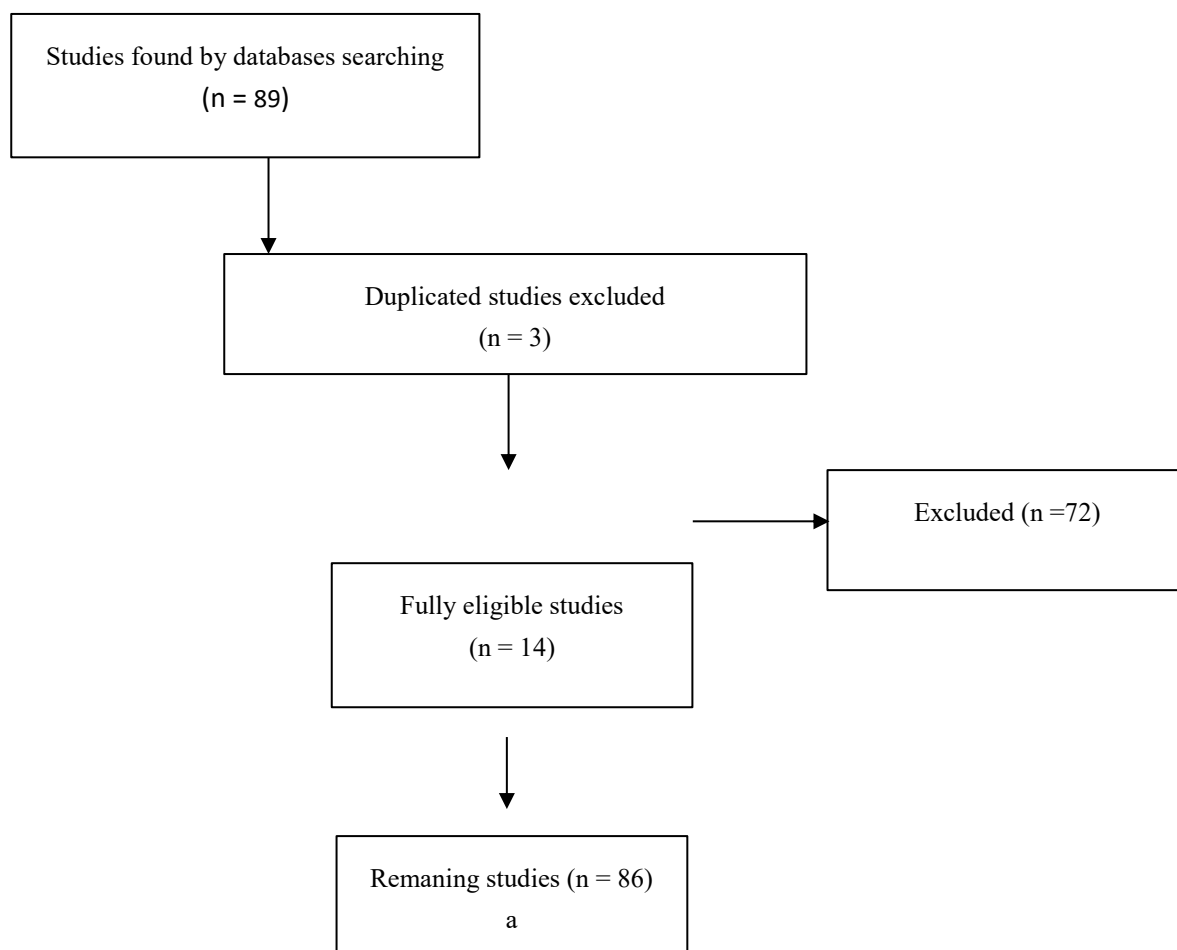 Studies found by databases searching
(n = 89)
Duplicated studies excluded
(n = 3)
Excluded (n =72)
Fully eligible studies
(n = 14)
Remaning studies (n = 86)
a